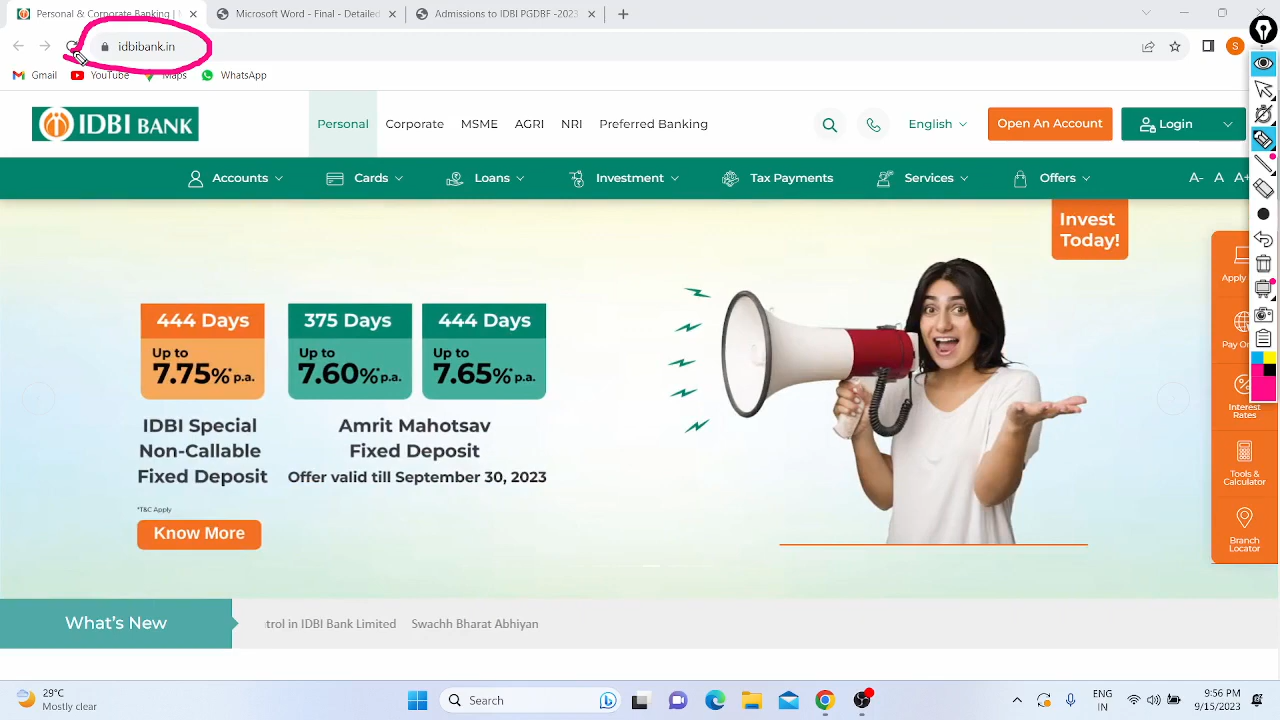 Personal & Corporate Banking |
Microsoft Word - Final - Detailed
Admissions to IDBI
2023
idbibank.in
S
Gmail
YouTube
Maps
WhatsApp
IDBI BANK
Personal
Corporate
MSME
AGRI
NRI
Preferred Banking
English
Open An Account
Login
Accounts
Cards
Loans
Investment
Tax Payments
Services
Offers
A-
A
A+
Invest
Today!
444 Days
Up to
7.75%*p.a.
375 Days
Up to
7.60%*p.a.
444 Days
Up to
7.65%*p.a.
IDBI Special
Non-Callable
Fixed Deposit
Amrit Mahotsav
Fixed Deposit
Offer valid till September 30, 2023
*T&C Apply
Know More
Apply
Pay
Interest
Rates
Tools &
Calculator
Branch
Locator
What's New
trol in IDBI Bank Limited
Swachh Bharat Abhiyan
29°C
Mostly clear
Search
ENG
IN
9:56 PM
9/15/2023